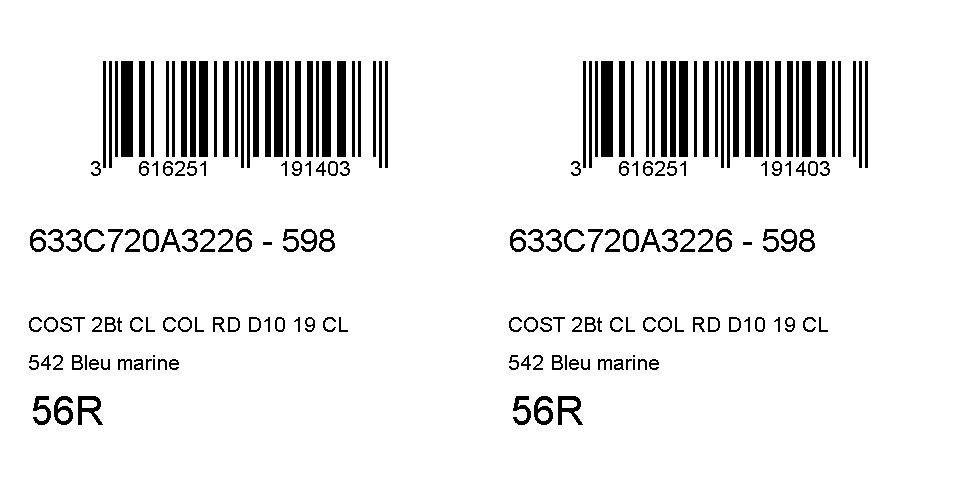 3 616251 191403
633C720A3226 - 598
COST 2Bt CL COL RD D10 19 CL
542 Bleu marine
56R
3 616251 191403
633C720A3226 - 598
COST 2Bt CL COL RD D10 19 CL
542 Bleu marine
56R